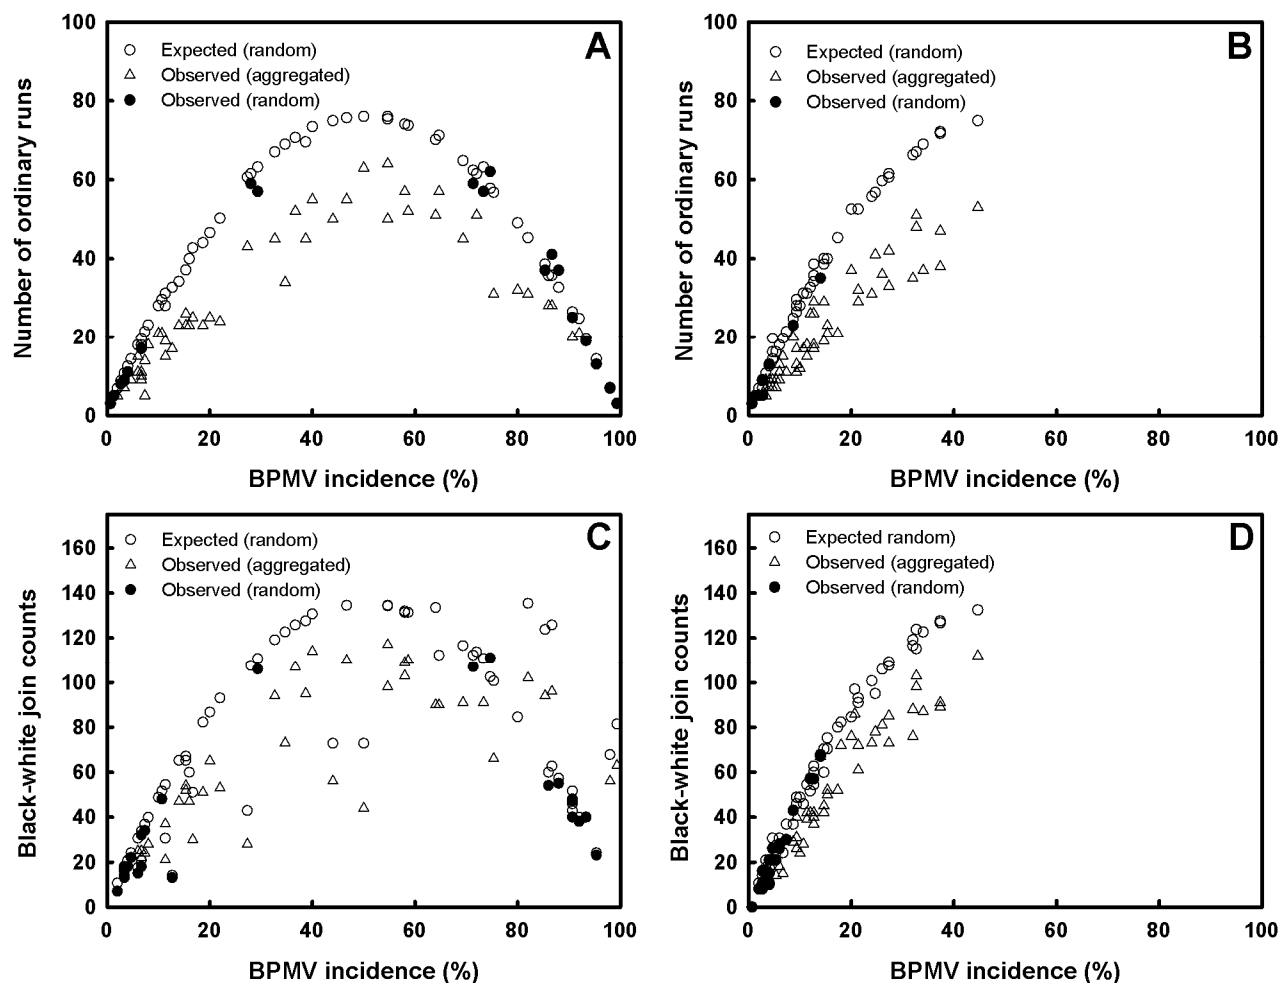 A
Expected (random)
Observed (aggregated)
Observed (random)
Number of ordinary runs
100
80
60
40
20
0
0 20 40 60 80 100
BPMV incidence (%)
B
Expected (random)
Observed (aggregated)
Observed (random)
Number of ordinary runs
100
80
60
40
20
0
0 20 40 60 80 100
BPMV incidence (%)
C
Expected (random)
Observed (aggregated)
Observed (random)
Black-white join counts
160
140
120
100
80
60
40
20
0
0 20 40 60 80 100
BPMV incidence (%)
D
Expected random)
Observed (aggregated)
Observed (random)
Black-white join counts
160
140
120
100
80
60
40
20
0
0 20 40 60 80 100
BPMV incidence (%)